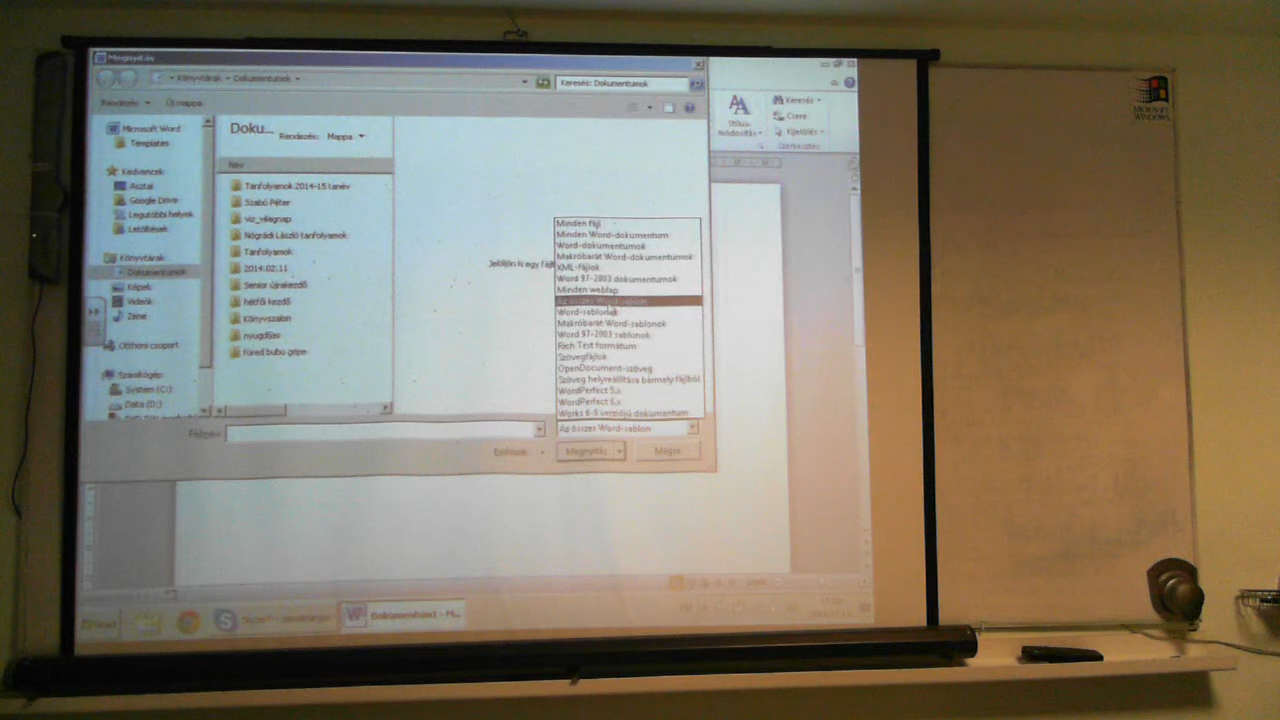 Megnyitás
Könyvtárak
Dokumentumok
Keresés: Dokumentumok
Rendezés
Új mappa
Microsoft Word
Templates
Kedvencek
Asztal
Google Drive
Legutóbbi helyek
Letöltések
Könyvtárak
Dokumentumok
Képek
Videók
Zene
Otthoni csoport
Számítógép
System (C:)
Data (D:)
Doku...
Rendezés: Mappa
Név
Tanfolyamok 2014-15 tanév
Szabó Péter
viz_vilagnap
Nógrádi László tanfolyamok
Tanfolyamok
2014.02.11
Senior újrakezdő
hétfői kezdő
Könyvszalon
nyugdíjas
füred bubu gépe
Jelöljön ki egy fájlt
Minden fájl
Minden Word-dokumentum
Word-dokumentumok
Makróbarát Word-dokumentumok
XML-fájlok
Word 97-2003 dokumentumok
Minden weblap
Az összes Word-sablon
Word-sablonok
Makróbarát Word-sablonok
Word 97-2003 sablonok
Rich Text formátum
Szövegfájlok
OpenDocument-szöveg
Szöveg helyreállítása bármely fájlból
WordPerfect 5.x
WordPerfect 6.x
Works 6-9 verziójú dokumentum
Fájlnév:
Az összes Word-sablon
Eszközök
Megnyitás
Mégse
Stílus-
módosítás
Keresés
Csere
Kijelölés
Szerkesztés
Start
Dokumentum1 - M...
MICROSOFT
WINDOWS